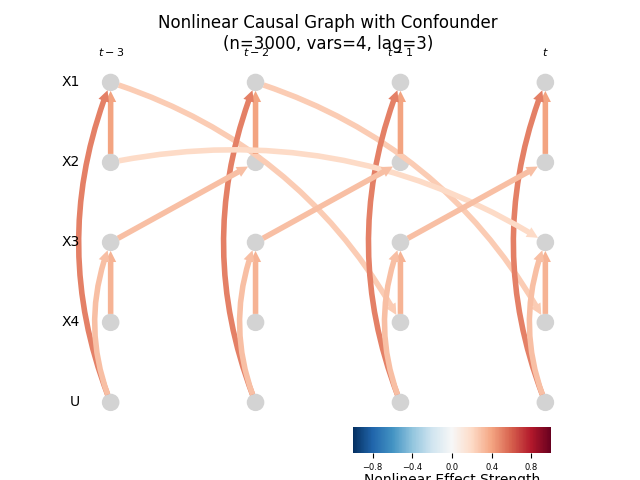 Nonlinear Causal Graph with Confounder
(n=3000, vars=4, lag=3)
t − 3
t − 2
t − 1
t
X1
X2
X3
X4
U
−0.8
−0.4
0.0
0.4
0.8
Nonlinear Effect Strength